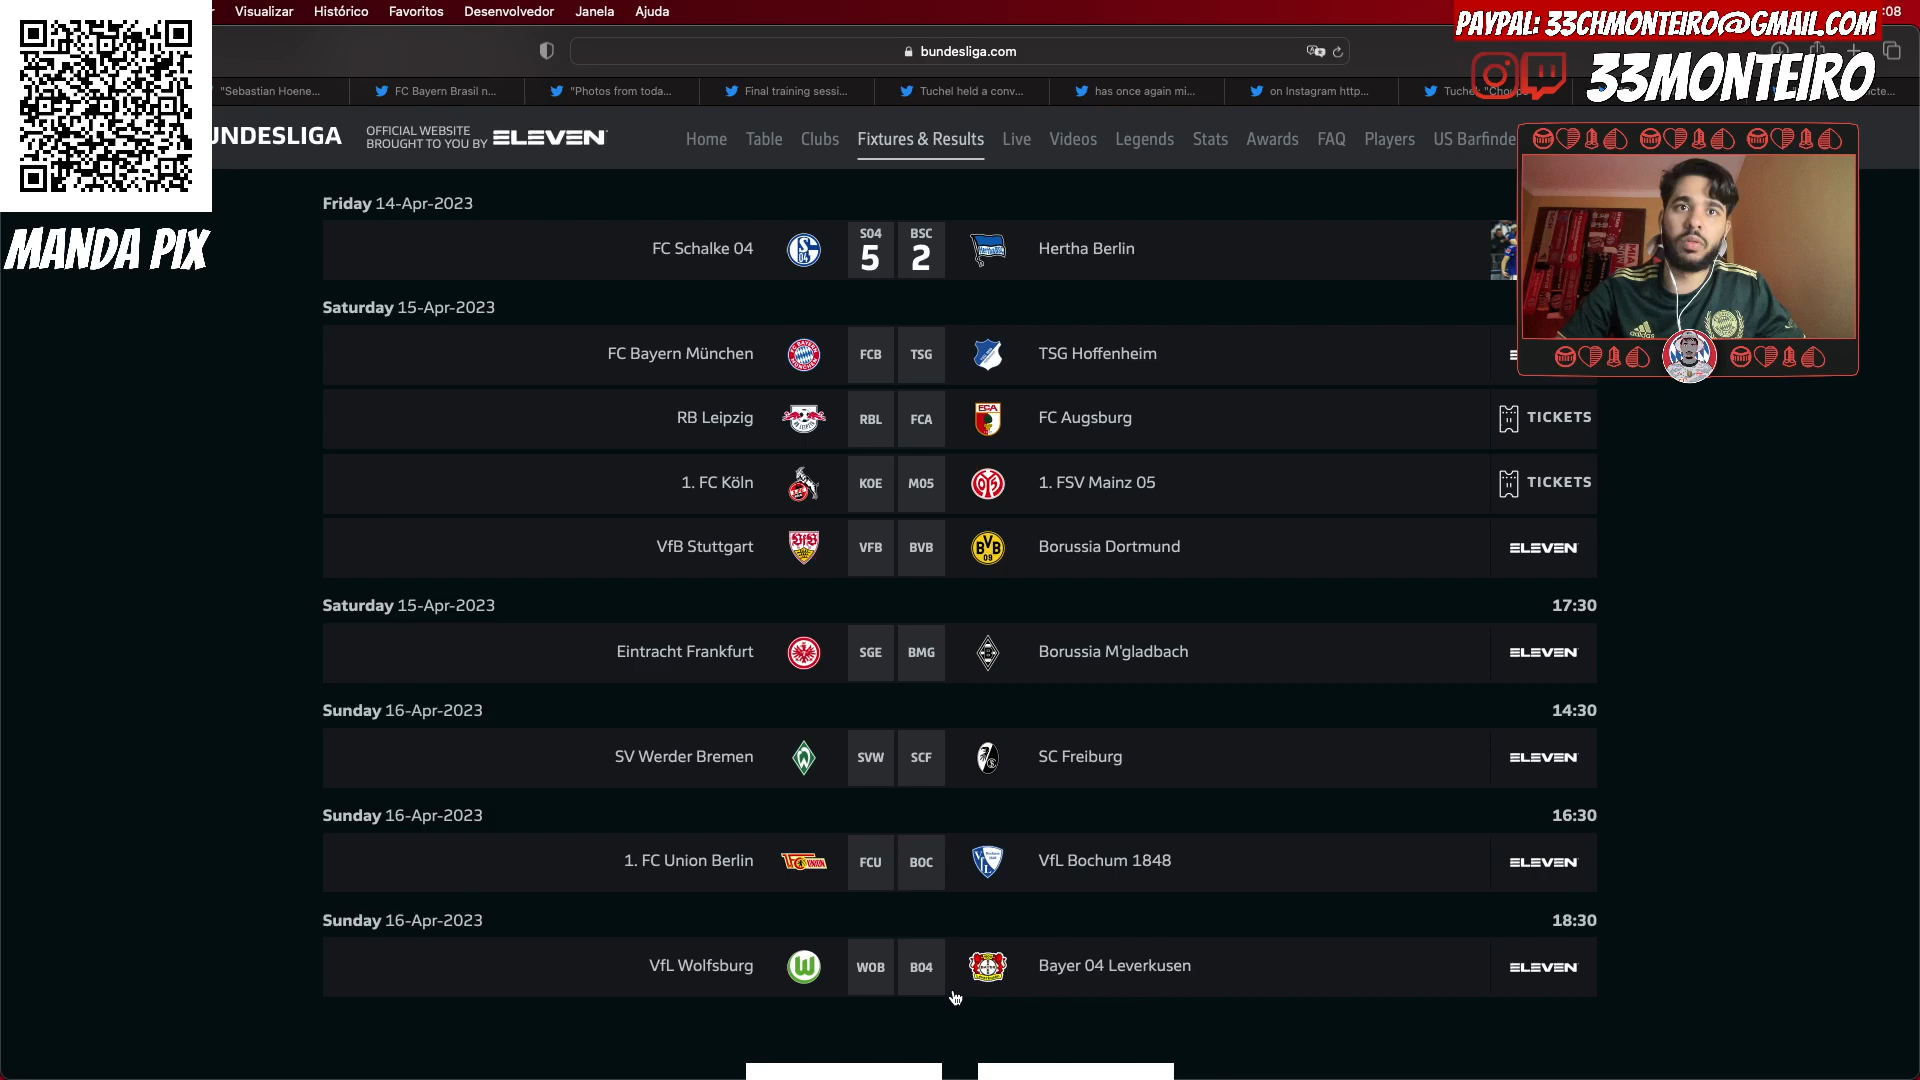 Visualizar Histórico Favoritos Desenvolvedor Janela Ajuda
:08
PAYPAL: 33CHMONTEIRO@GMAIL.COM
33MONTEIRO
bundesliga.com
"Sebastian Hoene...
FC Bayern Brasil n...
"Photos from toda...
Final training sessi...
Tuchel held a conv...
has once again mi...
on Instagram http...
UNDESLIGA
OFFICIAL WEBSITE
BROUGHT TO YOU BY ELEVEN
Home Table Clubs Fixtures & Results Live Videos Legends Stats Awards FAQ Players US Barfinde
MANDA PIX
Friday 14-Apr-2023
FC Schalke 04 S04 5 BSC 2 Hertha Berlin
Saturday 15-Apr-2023
FC Bayern München FCB TSG TSG Hoffenheim
RB Leipzig RBL FCA FC Augsburg TICKETS
1. FC Köln KOE M05 1. FSV Mainz 05 TICKETS
VfB Stuttgart VFB BVB Borussia Dortmund ELEVEN
Saturday 15-Apr-2023 17:30
Eintracht Frankfurt SGE BMG Borussia M'gladbach ELEVEN
Sunday 16-Apr-2023 14:30
SV Werder Bremen SVW SCF SC Freiburg ELEVEN
Sunday 16-Apr-2023 16:30
1. FC Union Berlin FCU BOC VfL Bochum 1848 ELEVEN
Sunday 16-Apr-2023 18:30
VfL Wolfsburg WOB B04 Bayer 04 Leverkusen ELEVEN